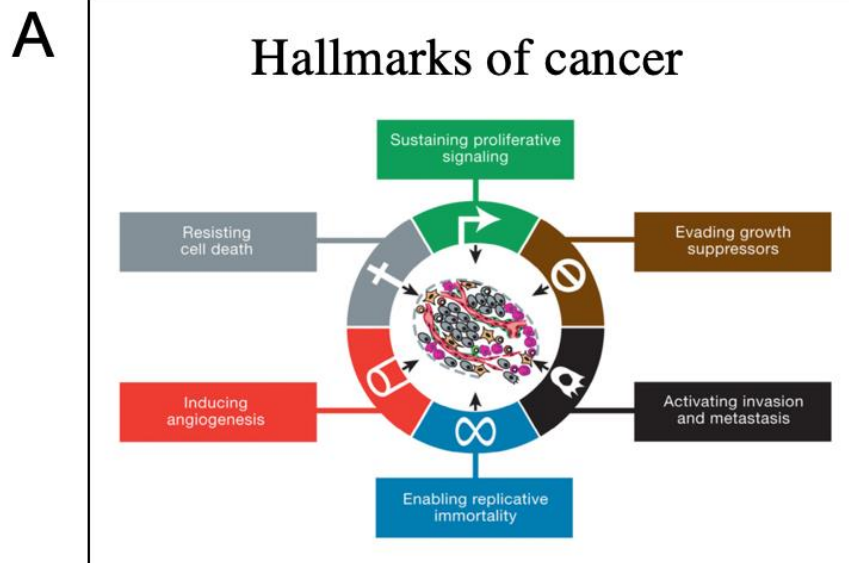 A
Hallmarks of cancer
Sustaining proliferative
signaling
Resisting
cell death
Evading growth
suppressors
Inducing
angiogenesis
Activating invasion
and metastasis
Enabling replicative
immortality